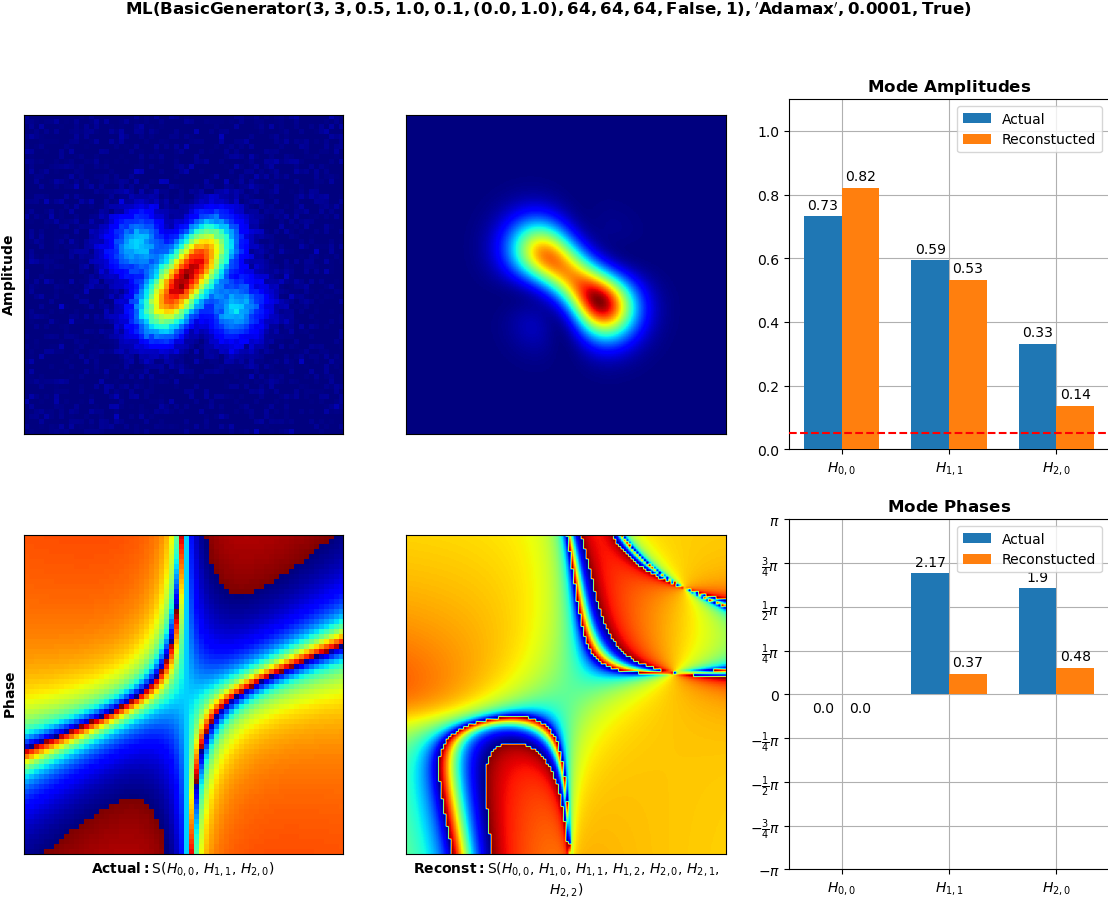 ML(BasicGenerator(3, 3, 0.5, 1.0, 0.1, (0.0, 1.0), 64, 64, 64, False, 1), 'Adamax', 0.0001, True)
Amplitude
Mode Amplitudes
Actual
Reconstucted
1.0
0.8
0.6
0.4
0.2
0.0
0.73
0.82
0.59
0.53
0.33
0.14
H0,0
H1,1
H2,0
Phase
Actual: S(H0,0, H1,1, H2,0)
Reconst: S(H0,0, H1,0, H1,1, H1,2, H2,0, H2,1,
H2,2)
Mode Phases
Actual
Reconstucted
π
3/4π
1/2π
1/4π
0
−1/4π
−1/2π
−3/4π
−π
0.0
0.0
2.17
0.37
1.9
0.48
H0,0
H1,1
H2,0